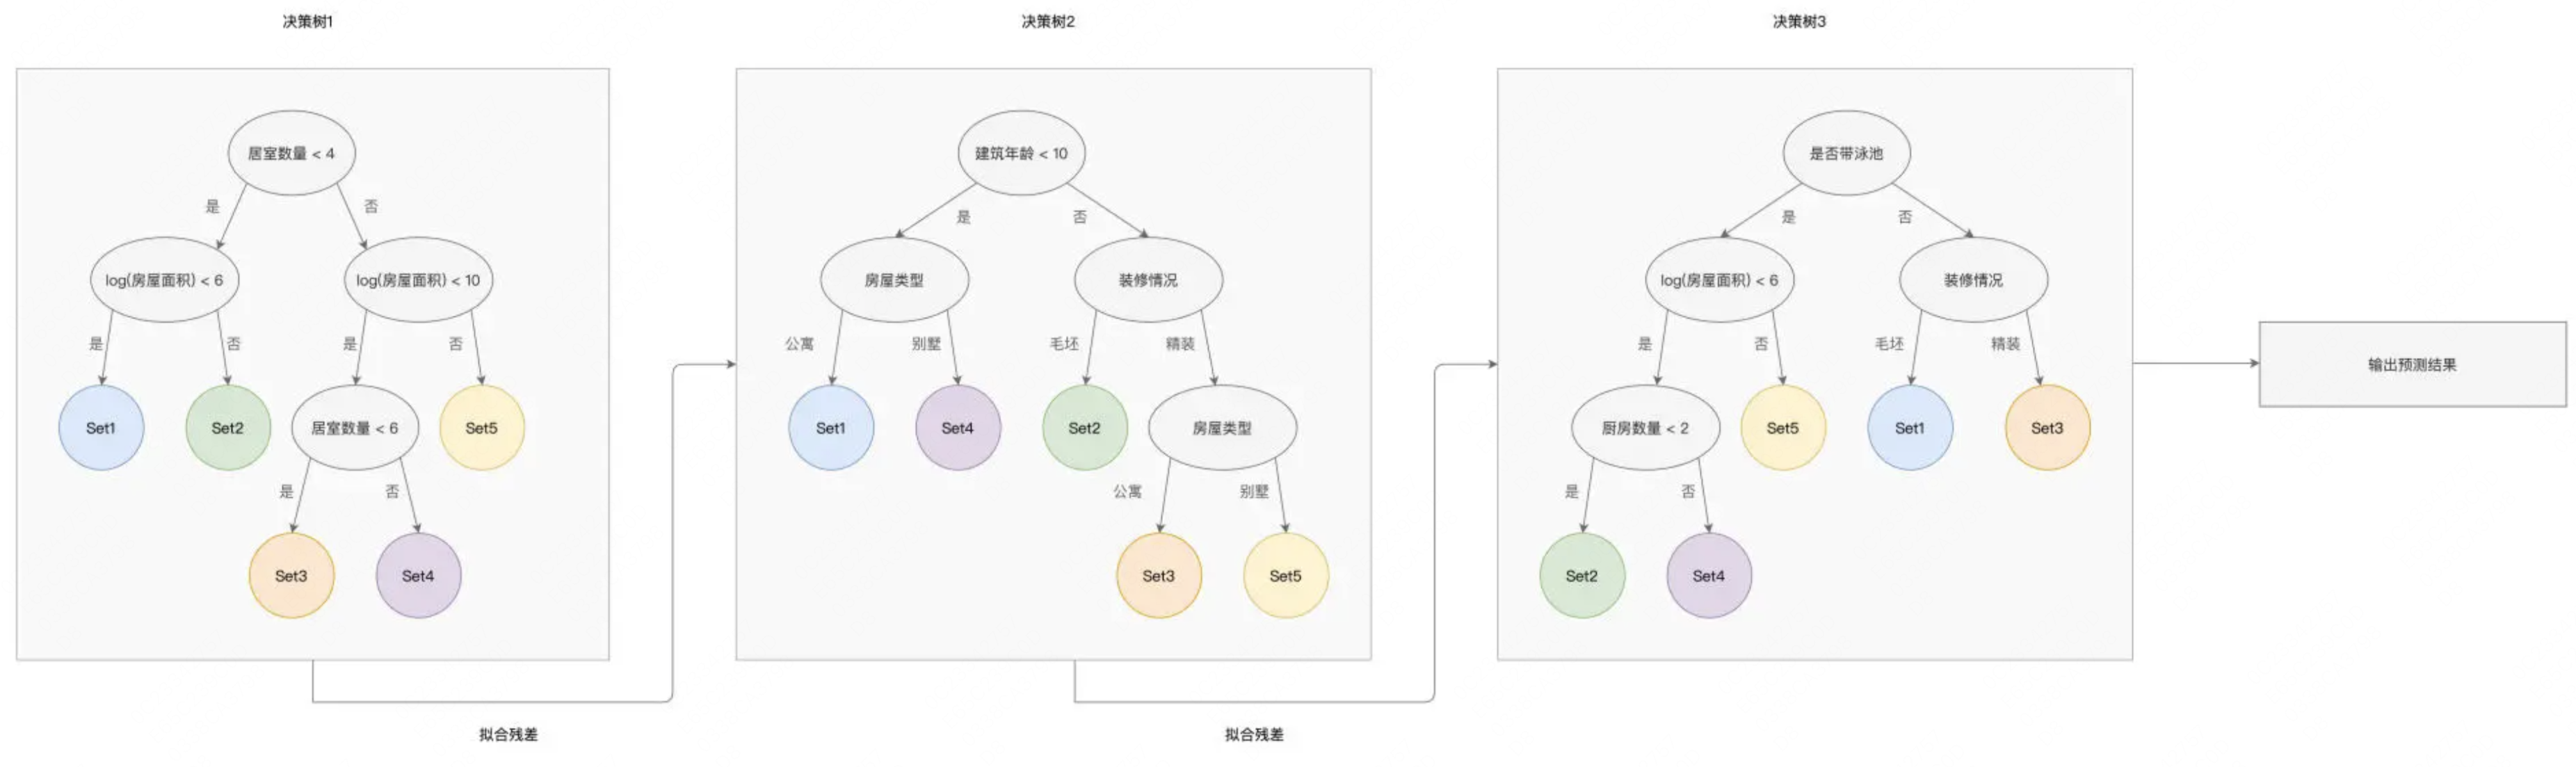 决策树1
居室数量 < 4
是
否
log(房屋面积) < 6
log(房屋面积) < 10
是
否
是
否
Set1
Set2
居室数量 < 6
Set5
是
否
Set3
Set4
拟合残差
决策树2
建筑年龄 < 10
是
否
房屋类型
装修情况
公寓
别墅
毛坯
精装
Set1
Set4
Set2
房屋类型
公寓
别墅
Set3
Set5
拟合残差
决策树3
是否带泳池
是
否
log(房屋面积) < 6
装修情况
是
否
毛坯
精装
厨房数量 < 2
Set5
Set1
Set3
是
否
Set2
Set4
输出预测结果